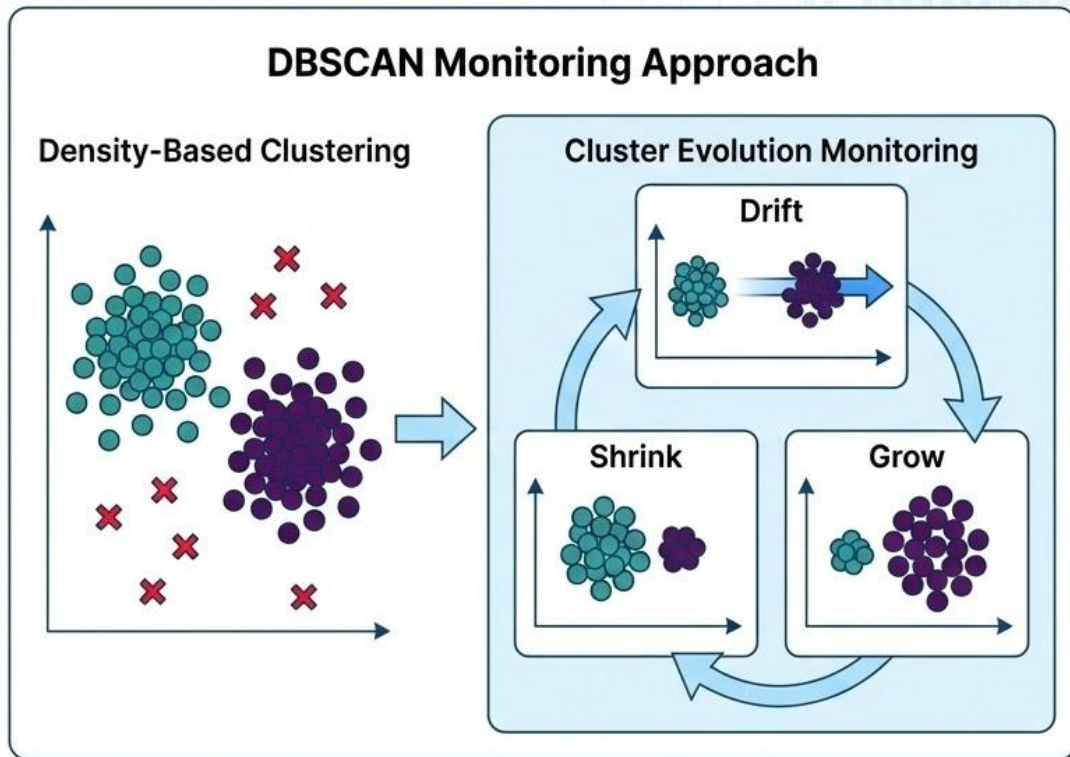 DBSCAN Monitoring Approach
Density-Based Clustering
Cluster Evolution Monitoring
Drift
Shrink
Grow